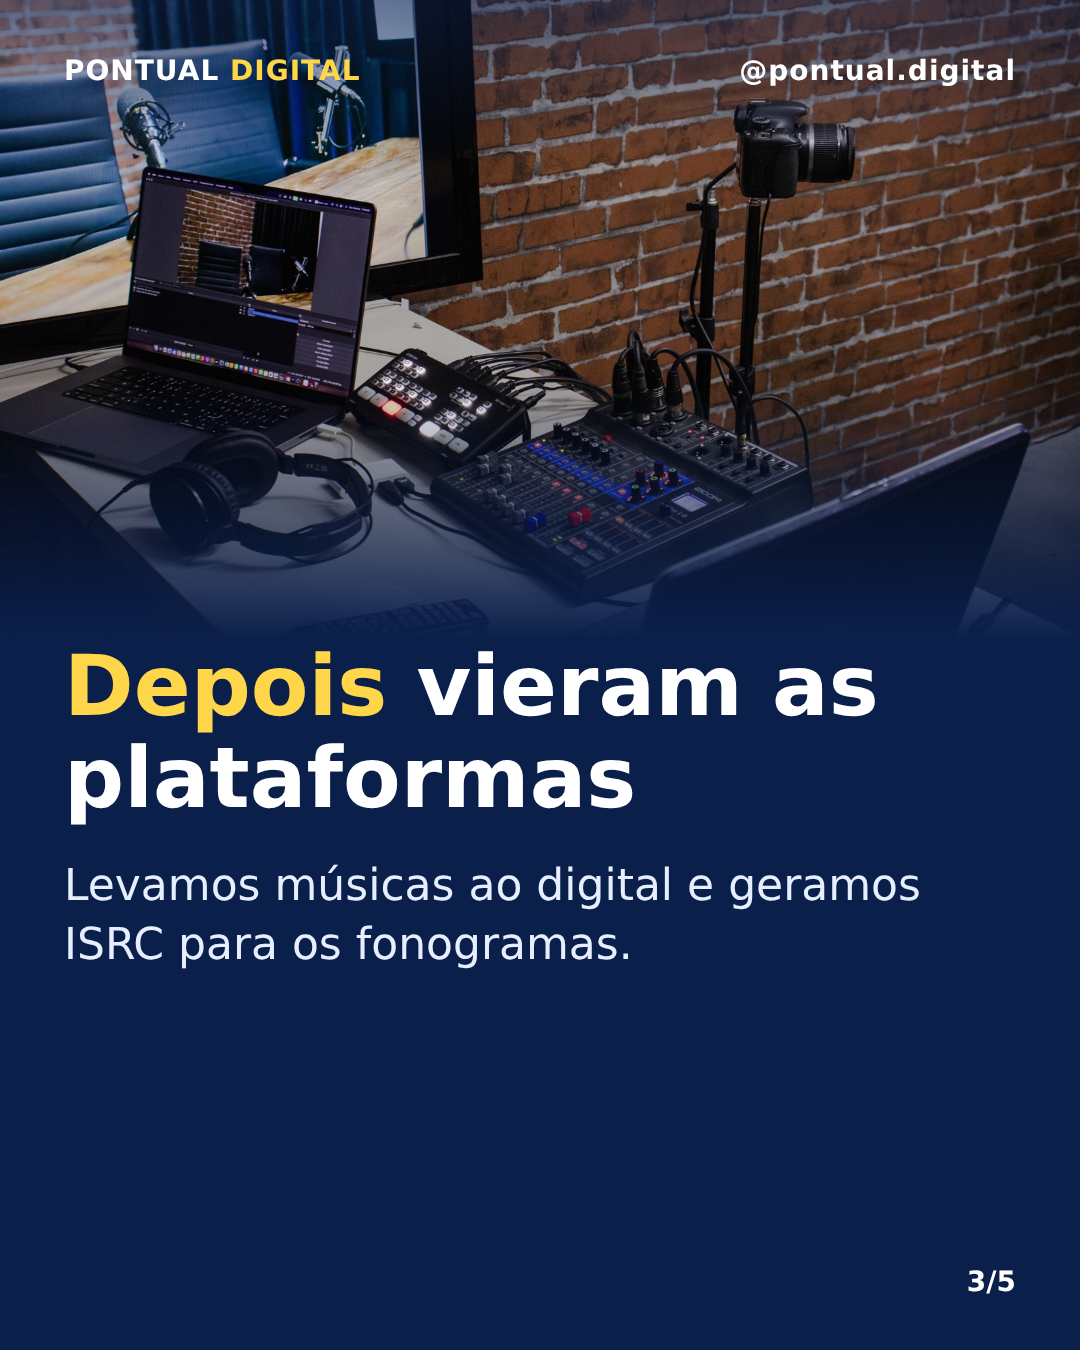 PONTUAL DIGITAL
@pontual.digital
Depois vieram as
plataformas
Levamos músicas ao digital e geramos
ISRC para os fonogramas.
3/5